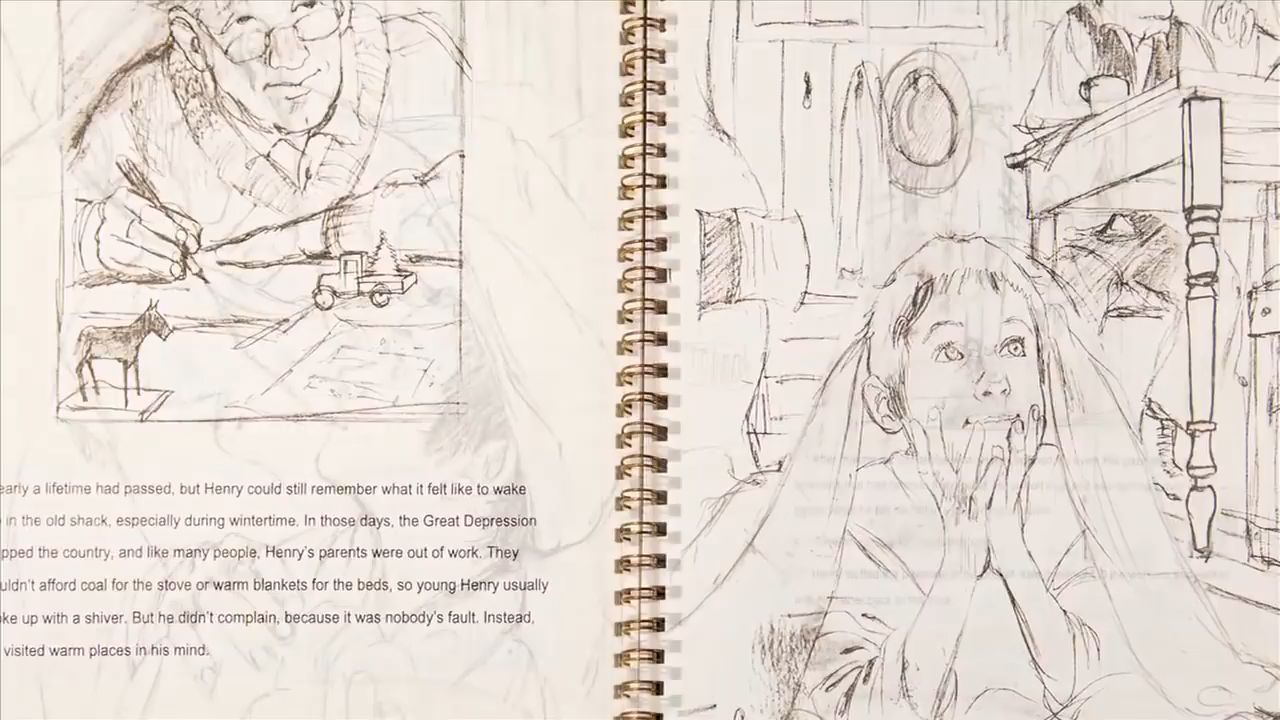 early a lifetime had passed, but Henry could still remember what it felt like to wake
in the old shack, especially during wintertime. In those days, the Great Depression
pped the country, and like many people, Henry's parents were out of work. They
uldn't afford coal for the stove or warm blankets for the beds, so young Henry usually
ke up with a shiver. But he didn't complain, because it was nobody's fault. Instead,
visited warm places in his mind.